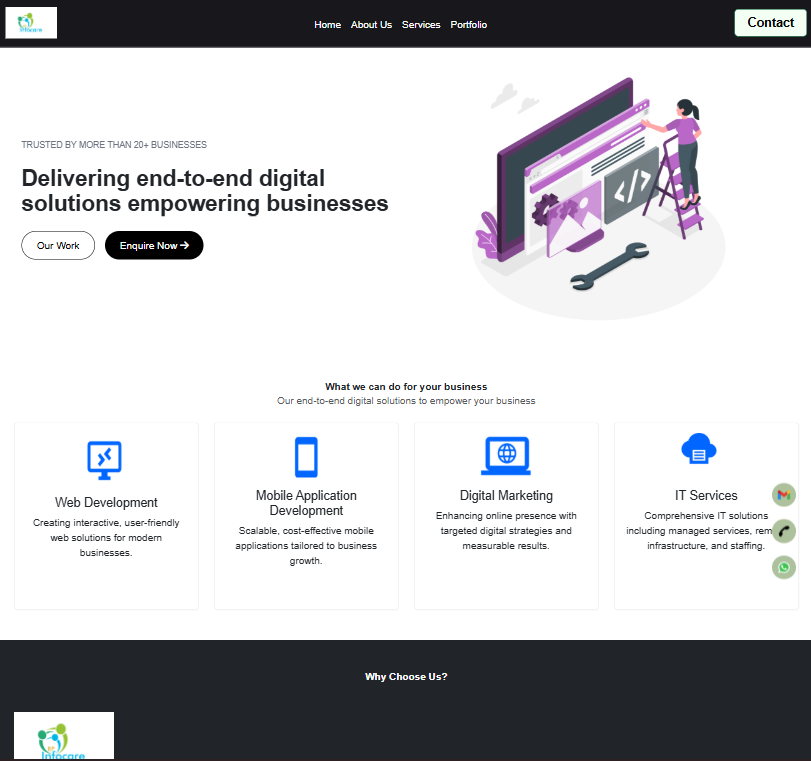 Infocare
Home About Us Services Portfolio
Contact
TRUSTED BY MORE THAN 20+ BUSINESSES
Delivering end-to-end digital
solutions empowering businesses
Our Work
Enquire Now
</>
What we can do for your business
Our end-to-end digital solutions to empower your business
Web Development
Creating interactive, user-friendly
web solutions for modern
businesses.
Mobile Application
Development
Scalable, cost-effective mobile
applications tailored to business
growth.
Digital Marketing
Enhancing online presence with
targeted digital strategies and
measurable results.
IT Services
Comprehensive IT solutions
including managed services, rem
infrastructure, and staffing.
Why Choose Us?
Infocare